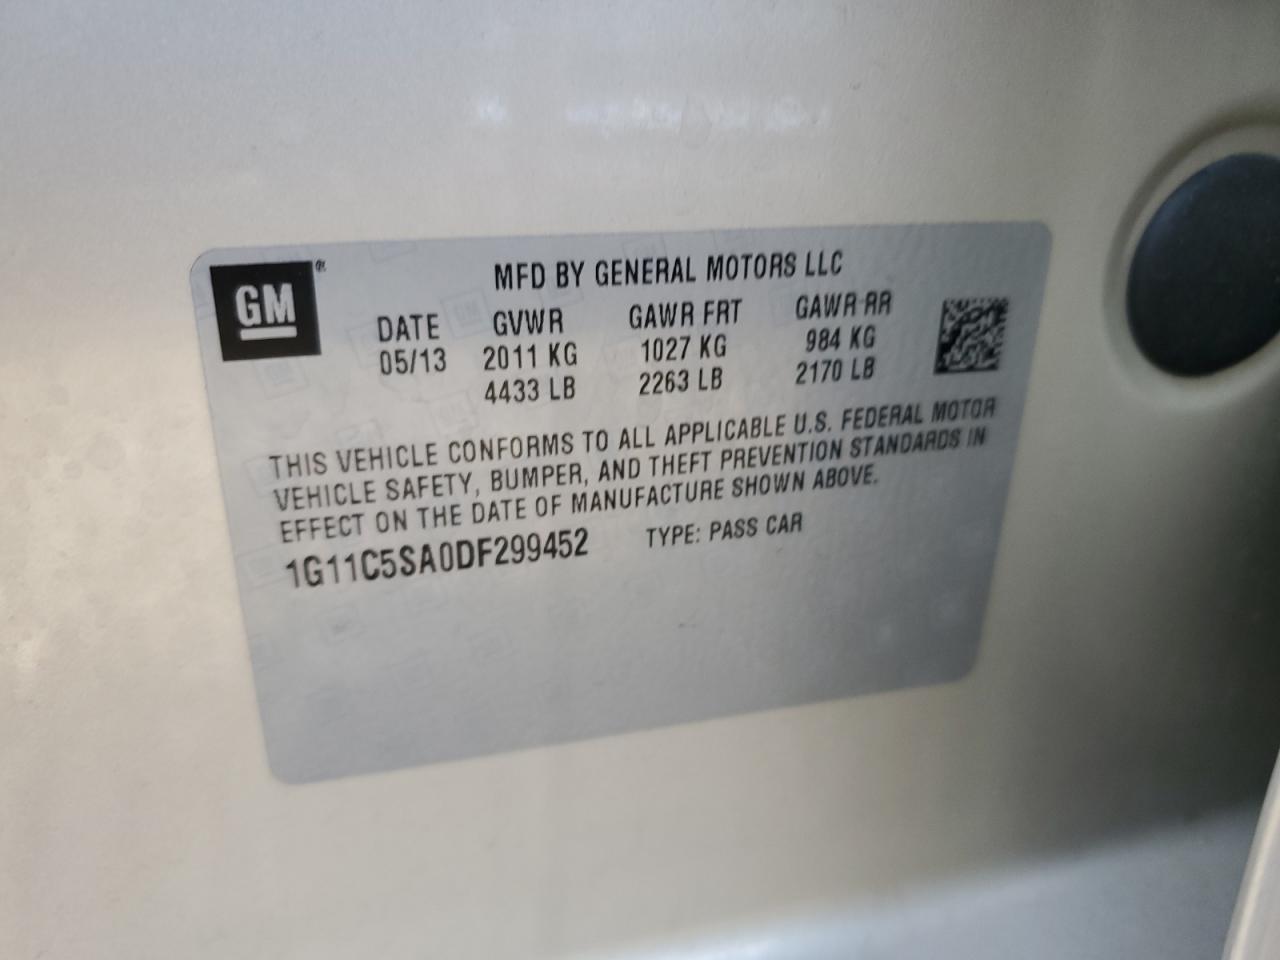 GM ®
MFD BY GENERAL MOTORS LLC
DATE GVWR GAWR FRT GAWR RR
05/13 2011 KG 1027 KG 984 KG
4433 LB 2263 LB 2170 LB
THIS VEHICLE CONFORMS TO ALL APPLICABLE U.S. FEDERAL MOTOR
VEHICLE SAFETY, BUMPER, AND THEFT PREVENTION STANDARDS IN
EFFECT ON THE DATE OF MANUFACTURE SHOWN ABOVE.
1G11C5SA0DF299452 TYPE: PASS CAR